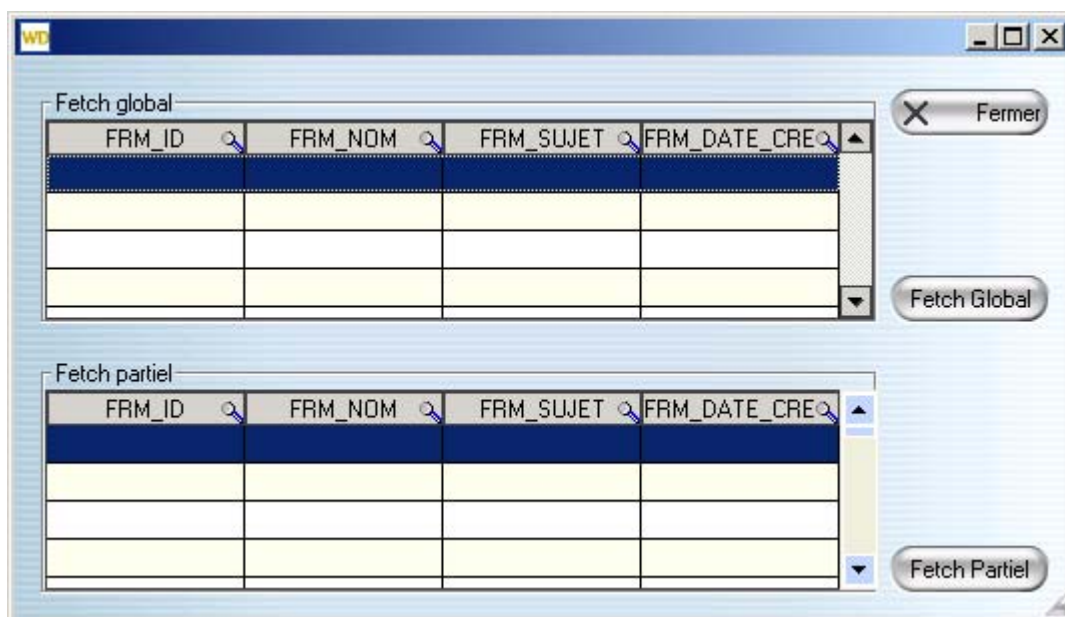 WD
Fetch global
Fermer
FRM_ID FRM_NOM FRM_SUJET FRM_DATE_CRE
Fetch Global
Fetch partiel
FRM_ID FRM_NOM FRM_SUJET FRM_DATE_CRE
Fetch Partiel